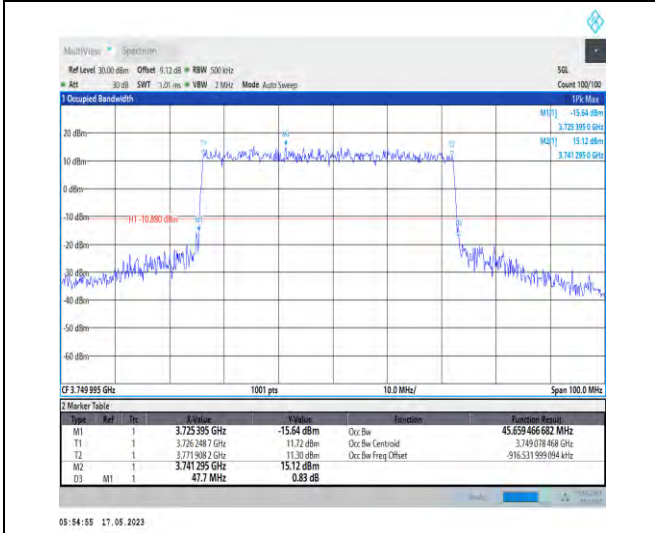 MultiView Spectrum
Ref Level 30.00 dBm Offset 9.12 dB RBW 500 kHz SGL
Att 30 dB SWT 1.01 ms VBW 2 MHz Mode Auto Sweep Count 100/100
1 Occupied Bandwidth 1Pk Max
M1[1] -15.64 dBm
3.725 395 0 GHz
M2[1] 15.12 dBm
3.741 295 0 GHz
20 dBm
T1 M2 T2
10 dBm
0 dBm
-10 dBm H1 -10.880 dBm M1 D3
-20 dBm
-30 dBm
-40 dBm
-50 dBm
-60 dBm
CF 3.749 995 GHz 1001 pts 10.0 MHz/ Span 100.0 MHz
2 Marker Table
Type Ref Trc X-Value Y-Value Function Function Result
M1 1 3.725 395 GHz -15.64 dBm Occ Bw 45.659 466 682 MHz
T1 1 3.726 248 7 GHz 11.72 dBm Occ Bw Centroid 3.749 078 468 GHz
T2 1 3.771 908 2 GHz 11.30 dBm Occ Bw Freq Offset -916.531 999 094 kHz
M2 1 3.741 295 GHz 15.12 dBm
D3 M1 1 47.7 MHz 0.83 dB
05:54:55 17.05.2023